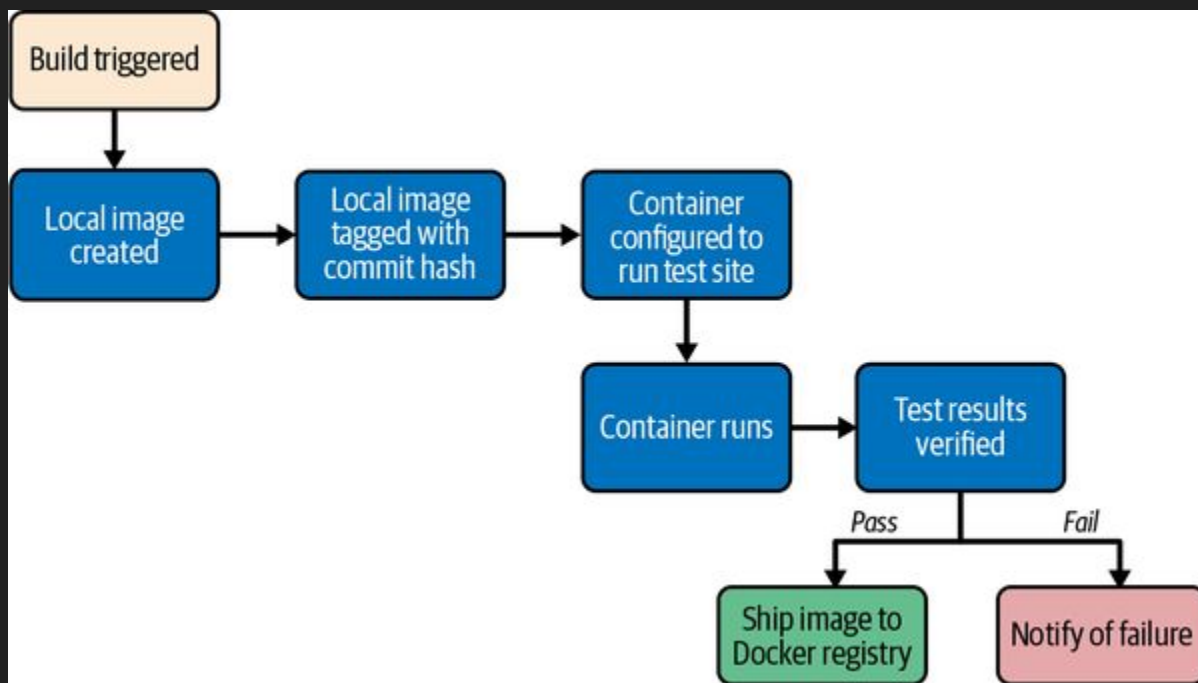 Build triggered
Local image
created
Local image
tagged with
commit hash
Container
configured to
run test site
Container runs
Test results
verified
Pass
Fail
Ship image to
Docker registry
Notify of failure